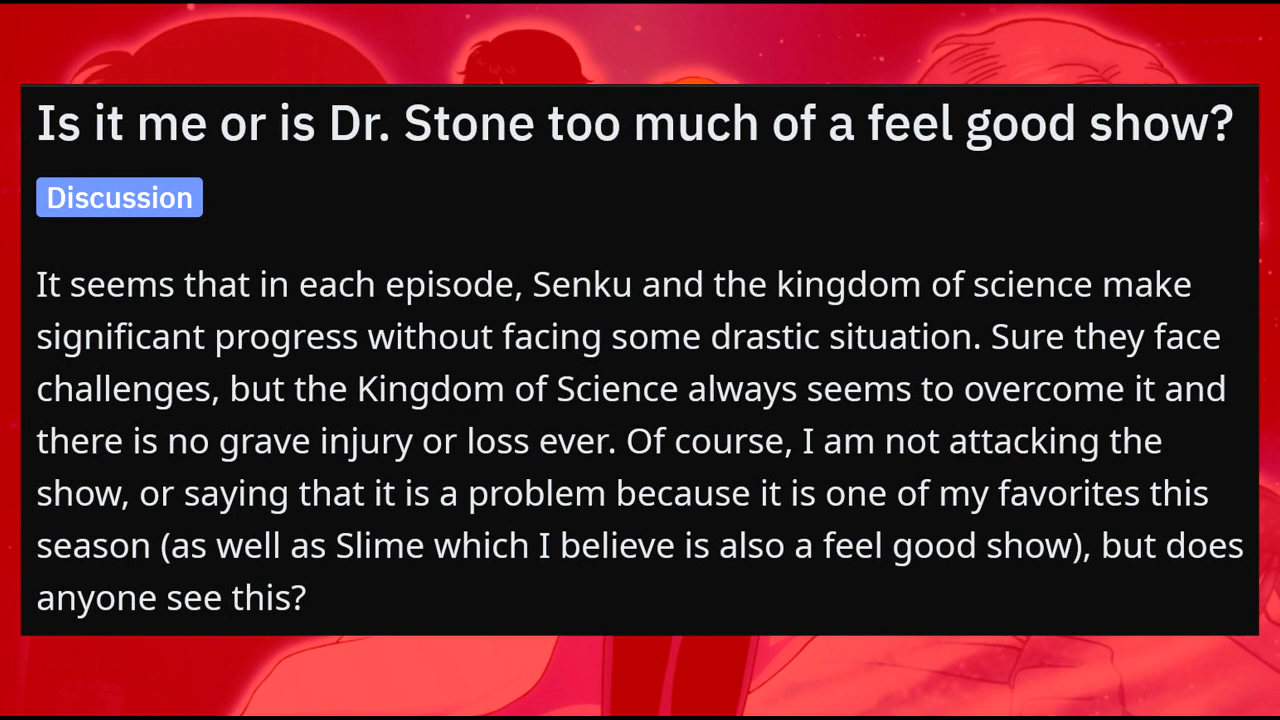 Is it me or is Dr. Stone too much of a feel good show?
Discussion
It seems that in each episode, Senku and the kingdom of science make
significant progress without facing some drastic situation. Sure they face
challenges, but the Kingdom of Science always seems to overcome it and
there is no grave injury or loss ever. Of course, I am not attacking the
show, or saying that it is a problem because it is one of my favorites this
season (as well as Slime which I believe is also a feel good show), but does
anyone see this?